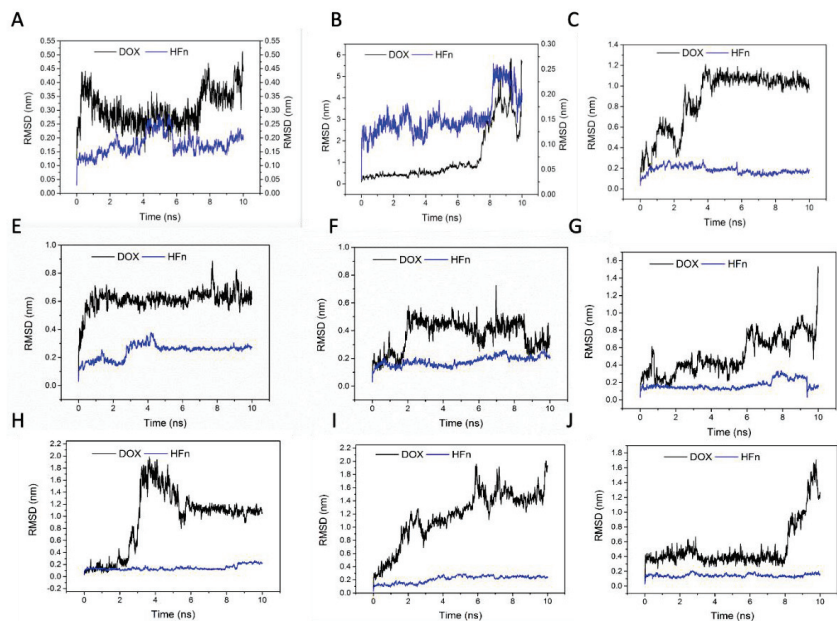 A
DOX HFn
RMSD (nm)
0.55 0.50 0.45 0.40 0.35 0.30 0.25 0.20 0.15 0.10 0.05 0.00
0.55 0.50 0.45 0.40 0.35 0.30 0.25 0.20 0.15 0.10 0.05 0.00
RMSD (nm)
0 2 4 6 8 10
Time (ns)
B
DOX HFn
RMSD (nm)
6 5 4 3 2 1 0
0.30 0.25 0.20 0.15 0.10 0.05 0.00
RMSD (nm)
0 2 4 6 8 10
Time (ns)
C
DOX HFn
RMSD (nm)
1.4 1.2 1.0 0.8 0.6 0.4 0.2 0.0
0 2 4 6 8 10
Time (ns)
E
DOX HFn
RMSD (nm)
1.0 0.8 0.6 0.4 0.2 0.0
0 2 4 6 8 10
Time (ns)
F
DOX HFn
RMSD (nm)
1.0 0.8 0.6 0.4 0.2 0.0
0 2 4 6 8 10
Time (ns)
G
DOX HFn
RMSD (nm)
1.6 1.4 1.2 1.0 0.8 0.6 0.4 0.2 0.0
0 2 4 6 8 10
Time (ns)
H
DOX HFn
RMSD (nm)
2.2 2.0 1.8 1.6 1.4 1.2 1.0 0.8 0.6 0.4 0.2 0.0 -0.2
0 2 4 6 8 10
Time (ns)
I
DOX HFn
RMSD (nm)
2.2 2.0 1.8 1.6 1.4 1.2 1.0 0.8 0.6 0.4 0.2 0.0
0 2 4 6 8 10
Time (ns)
J
DOX HFn
RMSD (nm)
2.0 1.8 1.6 1.4 1.2 1.0 0.8 0.6 0.4 0.2 0.0
0 2 4 6 8 10
Time (ns)